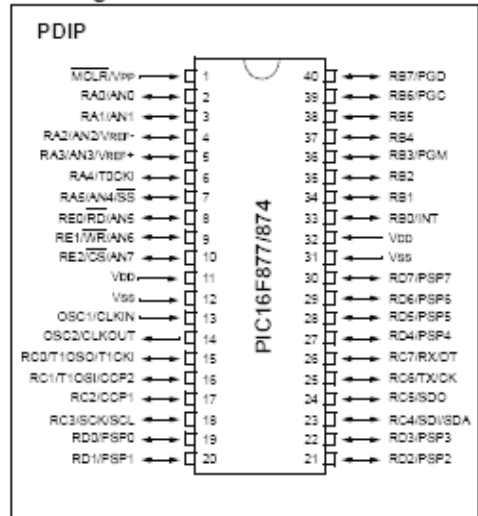 PDIP
MCLR/VPP 1 40 RB7/PGD
RA0/AN0 2 39 RB6/PGC
RA1/AN1 3 38 RB5
RA2/AN2/VREF- 4 37 RB4
RA3/AN3/VREF+ 5 36 RB3/PGM
RA4/T0CKI 6 35 RB2
RA5/AN4/SS 7 34 RB1
RE0/RD/AN5 8 33 RB0/INT
RE1/WR/AN6 9 32 VDD
RE2/CS/AN7 10 31 VSS
VDD 11 30 RD7/PSP7
VSS 12 29 RD6/PSP6
OSC1/CLKIN 13 28 RD5/PSP5
OSC2/CLKOUT 14 27 RD4/PSP4
RC0/T1OSO/T1CKI 15 26 RC7/RX/DT
RC1/T1OSI/CCP2 16 25 RC6/TX/CK
RC2/CCP1 17 24 RC5/SDO
RC3/SCK/SCL 18 23 RC4/SDI/SDA
RD0/PSP0 19 22 RD3/PSP3
RD1/PSP1 20 21 RD2/PSP2
PIC16F877/874